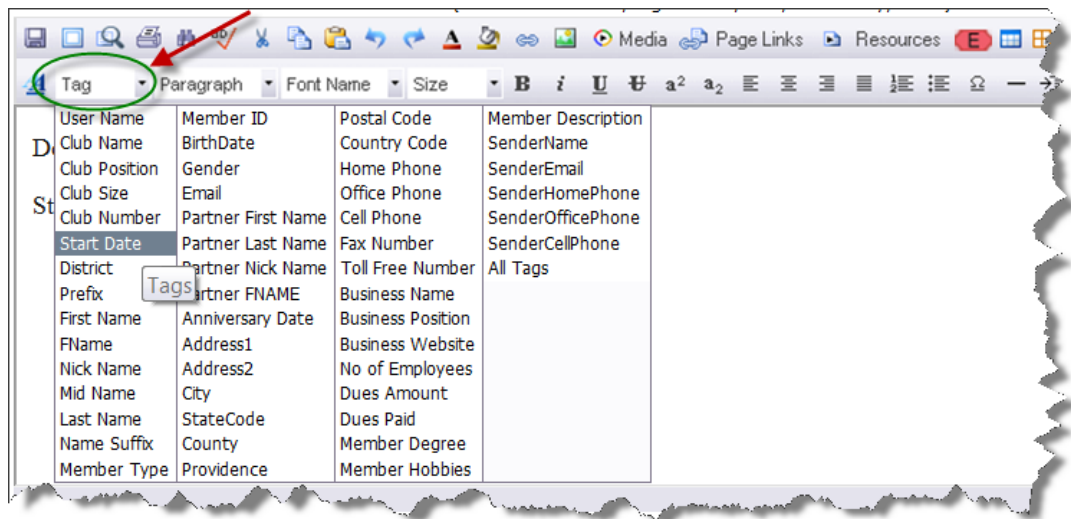 Media Page Links Resources E
Tag Paragraph Font Name Size B i U U a² a₂ Ω
User Name Member ID Postal Code Member Description
Club Name BirthDate Country Code SenderName
Club Position Gender Home Phone SenderEmail
Club Size Email Office Phone SenderHomePhone
Club Number Partner First Name Cell Phone SenderOfficePhone
Start Date Partner Last Name Fax Number SenderCellPhone
District Partner Nick Name Toll Free Number All Tags
Prefix Partner FNAME Business Name
Tags
First Name Anniversary Date Business Position
FName Address1 Business Website
Nick Name Address2 No of Employees
Mid Name City Dues Amount
Last Name StateCode Dues Paid
Name Suffix County Member Degree
Member Type Providence Member Hobbies